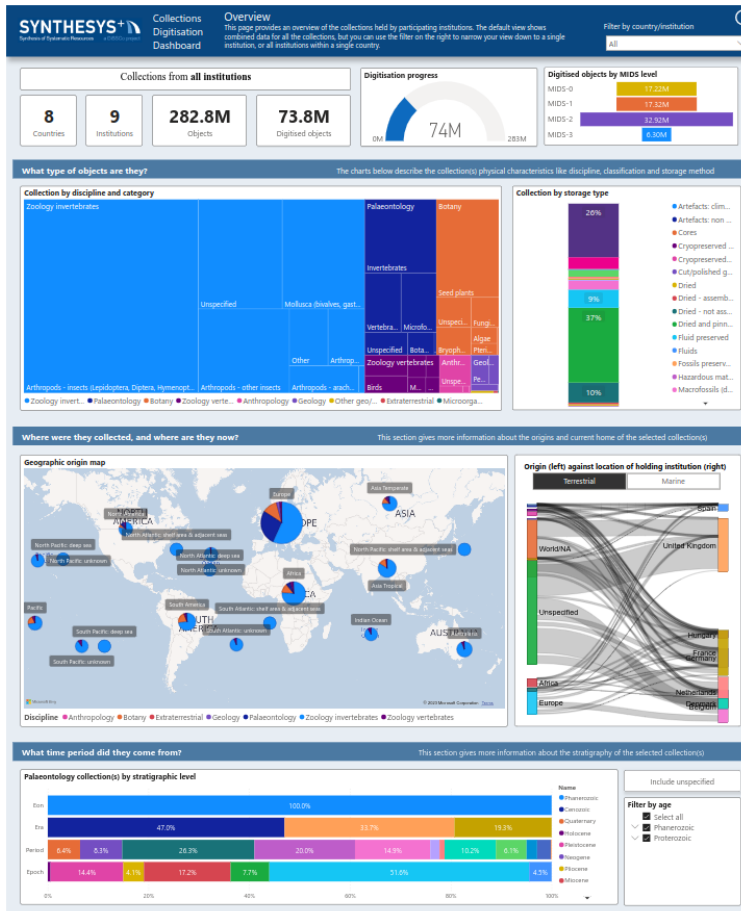 SYNTHESYS+
Synthesis of Systematic Resources
Collections
Digitisation
Dashboard
Overview
This page provides an overview of the collections held by participating institutions. The default view shows
combined data for all the collections, but you can use the filter on the right to narrow your view down to a single
institution, or all institutions within a single country.
Filter by country/institution
All
Collections from all institutions
8
Countries
9
Institutions
282.8M
Objects
73.8M
Digitised objects
Digitisation progress
0M
74M
283M
Digitised objects by MIDS level
MIDS-0
17.22M
MIDS-1
17.32M
MIDS-2
32.92M
MIDS-3
6.30M
What type of objects are they?
The charts below describe the collection(s) physical characteristics like discipline, classification and storage method
Collection by discipline and category
Zoology invertebrates
Palaeontology
Botany
Invertebrates
Unspecified
Mollusca (bivalves, gast...
Seed plants
Vertebra...
Microfo...
Unspeci...
Fungi...
Algae
Other
Arthrop...
Unspecified
Bota...
Bryoph...
Pteri...
Zoology vertebrates
Anthr...
Geol...
Unspe...
Pe...
Arthropods - insects (Lepidoptera, Diptera, Hymenopt...
Arthropods - other insects
Arthropods - arach...
Birds
M...
Zoology invert...
Palaeontology
Botany
Zoology verte...
Anthropology
Geology
Other geo/...
Extraterrestrial
Microorga...
Collection by storage type
26%
9%
37%
10%
Artefacts: clim...
Artefacts: non ...
Cores
Cryopreserved ...
Cryopreserved...
Cut/polished g...
Dried
Dried - assemb...
Dried - not ass...
Dried and pinn...
Fluid preserved
Fluids
Fossils preserv...
Hazardous mat...
Macrofossils (d...
Where were they collected, and where are they now?
This section gives more information about the origins and current home of the selected collection(s)
Geographic origin map
Europe
Asia Temperate
ASIA
North Atlantic: shelf area & adjacent seas
North Pacific: deep sea
North Pacific: unknown
North Atlantic: deep sea
North Atlantic: unknown
North Pacific: shelf area & adjacent seas
Africa
Asia Tropical
South America
Pacific
South Atlantic: shelf area & adjacent seas
South Atlantic: unknown
Indian Ocean
South Pacific: deep sea
South Pacific: unknown
Discipline
Anthropology
Botany
Extraterrestrial
Geology
Palaeontology
Zoology invertebrates
Zoology vertebrates
Origin (left) against location of holding institution (right)
Terrestrial
Marine
World/NA
Unspecified
Africa
Europe
Spain
United Kingdom
Hungary
France
Germany
Netherlands
Denmark
Belgium
What time period did they come from?
This section gives more information about the stratigraphy of the selected collection(s)
Palaeontology collection(s) by stratigraphic level
Eon
100.0%
Era
47.0%
33.7%
19.3%
Period
6.4%
8.3%
26.3%
20.0%
14.9%
10.2%
6.1%
Epoch
14.4%
4.1%
17.2%
7.7%
51.6%
4.5%
0%
20%
40%
60%
80%
100%
Name
Phanerozoic
Cenozoic
Quaternary
Holocene
Pleistocene
Neogene
Pliocene
Miocene
Include unspecified
Filter by age
Select all
Phanerozoic
Proterozoic